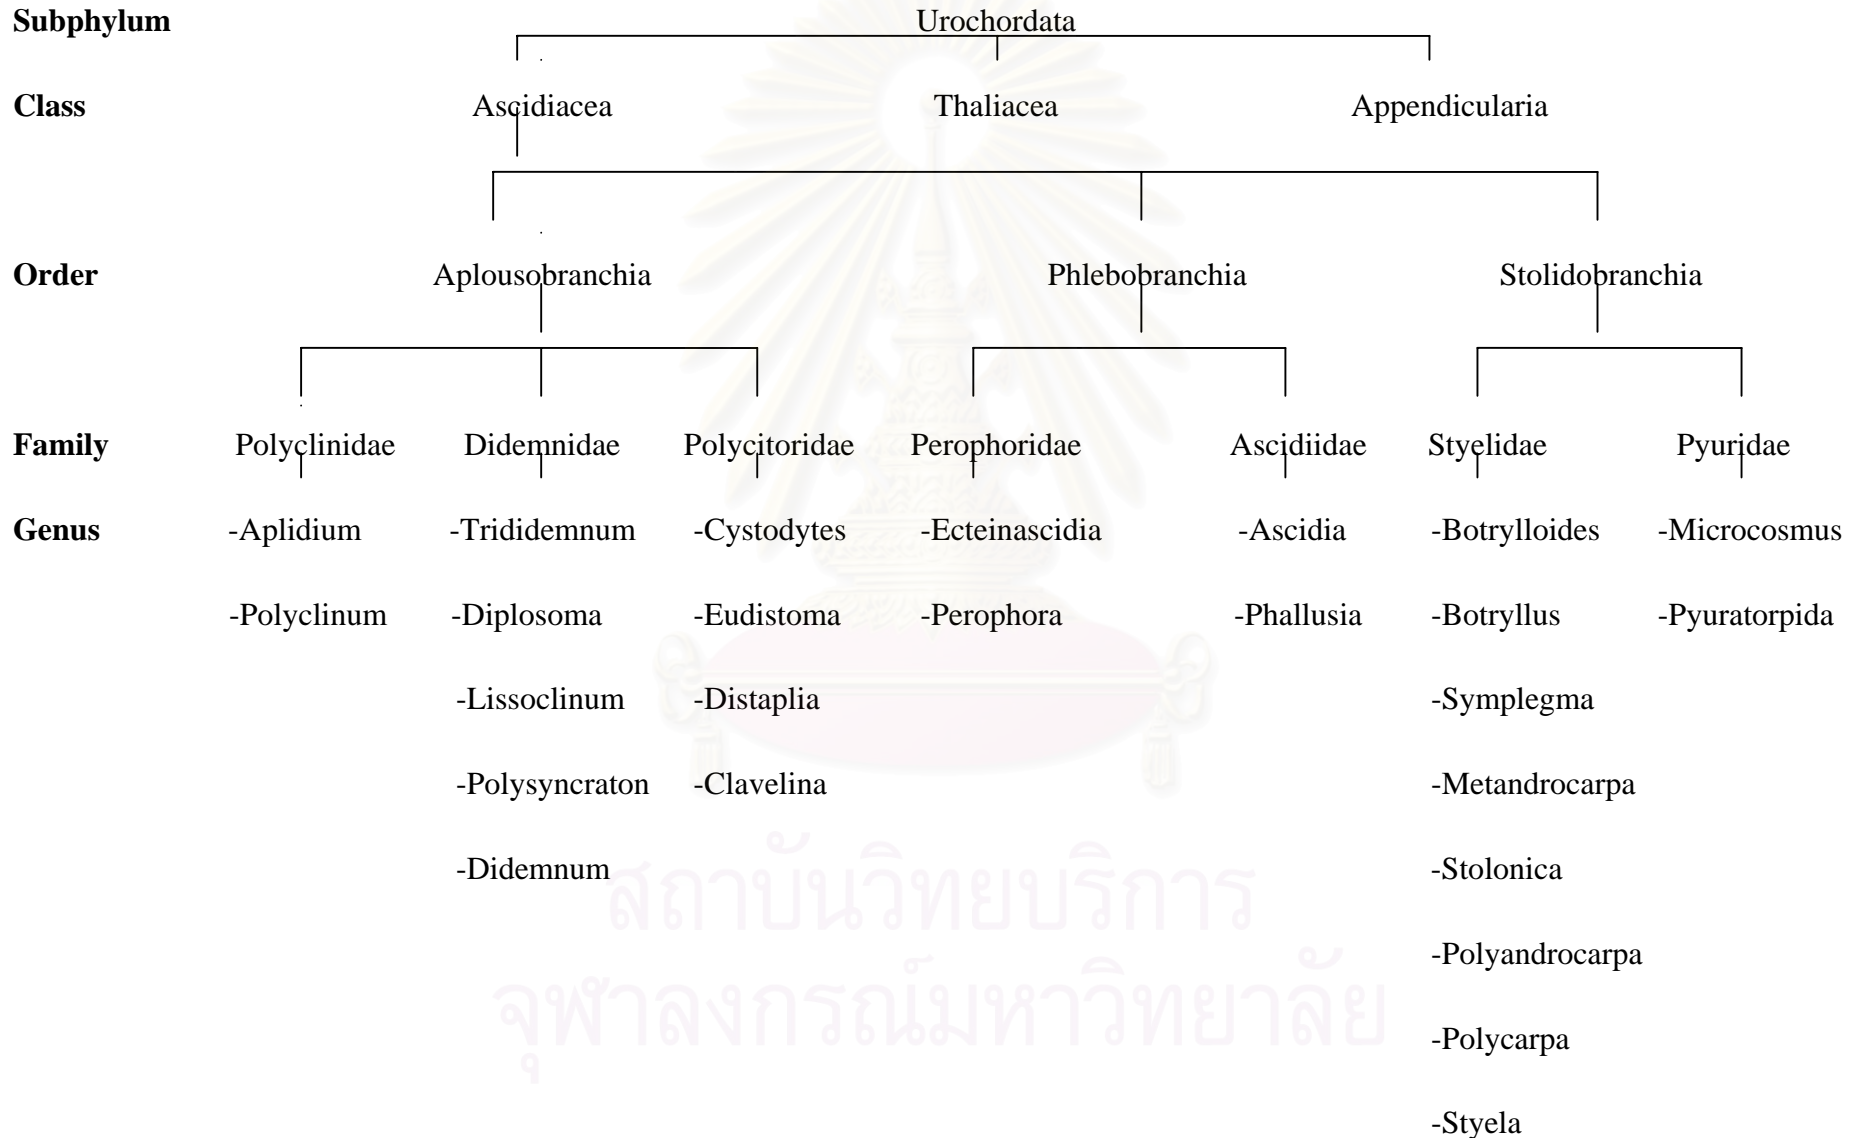 Subphylum Urochordata
Class Ascidiacea Thaliacea Appendicularia
Order Aplousobranchia Phlebobranchia Stolidobranchia
Family Polyclinidae Didemnidae Polycitoridae Perophoridae Ascidiidae Styelidae Pyuridae
Genus -Aplidium -Trididemnum -Cystodytes -Ecteinascidia -Ascidia -Botrylloides -Microcosmus
-Polyclinum -Diplosoma -Eudistoma -Perophora -Phallusia -Botryllus -Pyuratorpida
-Lissoclinum -Distaplia -Symplegma
-Polysyncraton -Clavelina -Metandrocarpa
-Didemnum -Stolonica
สถาบันวิทยบริการ
-Polyandrocarpa
จุฬาลงกรณ์มหาวิทยาลัย
-Polycarpa
-Styela